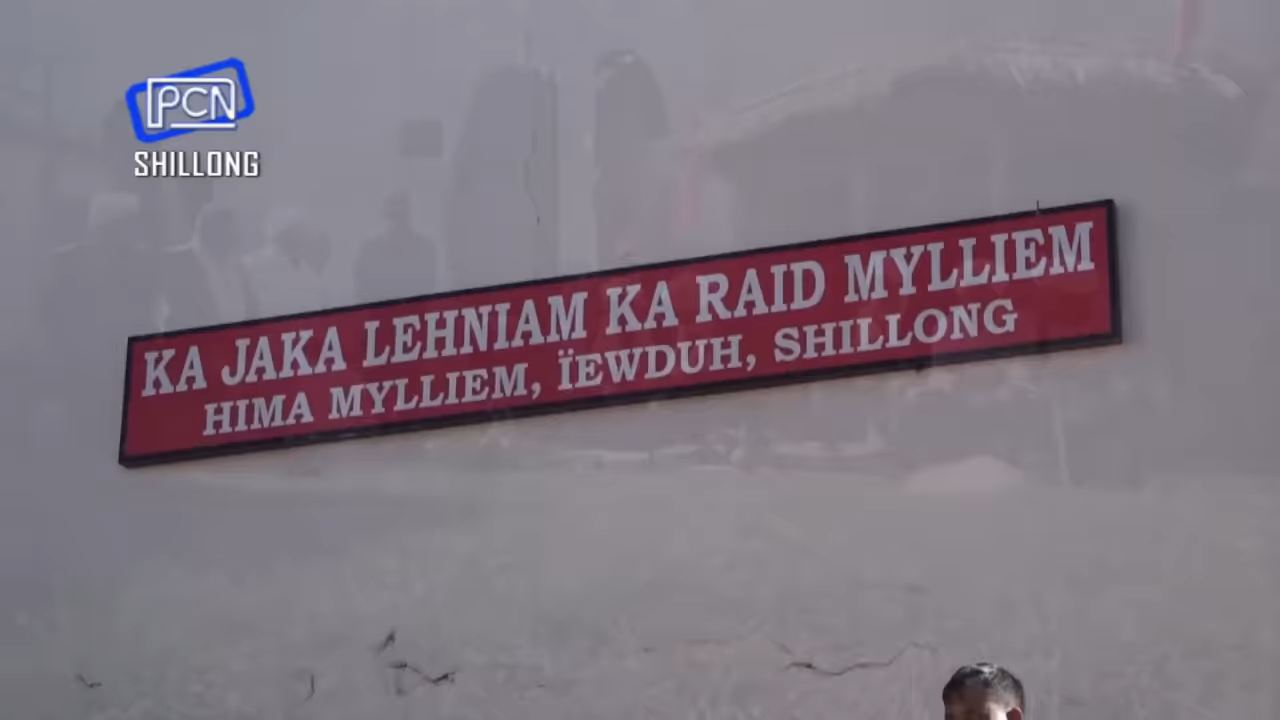 PCN
SHILLONG
KA JAKA LEHNIAM KA RAID MYLLIEM
HIMA MYLLIEM, ÏEWDUH, SHILLONG